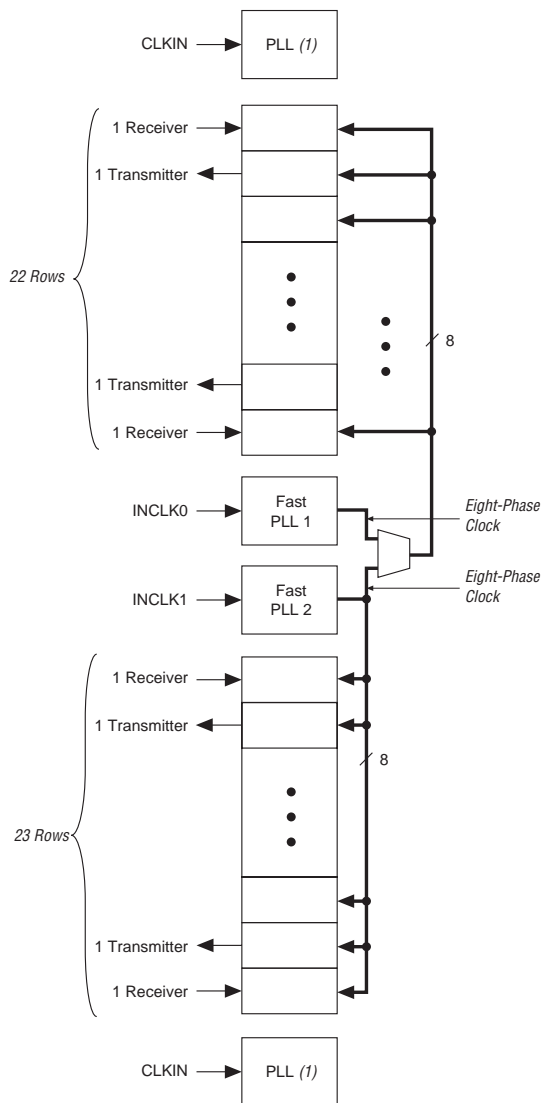 CLKIN
PLL (1)
1 Receiver
1 Transmitter
22 Rows
8
1 Transmitter
1 Receiver
INCLK0
Fast
PLL 1
Eight-Phase
Clock
INCLK1
Fast
PLL 2
Eight-Phase
Clock
1 Receiver
1 Transmitter
8
23 Rows
1 Transmitter
1 Receiver
CLKIN
PLL (1)